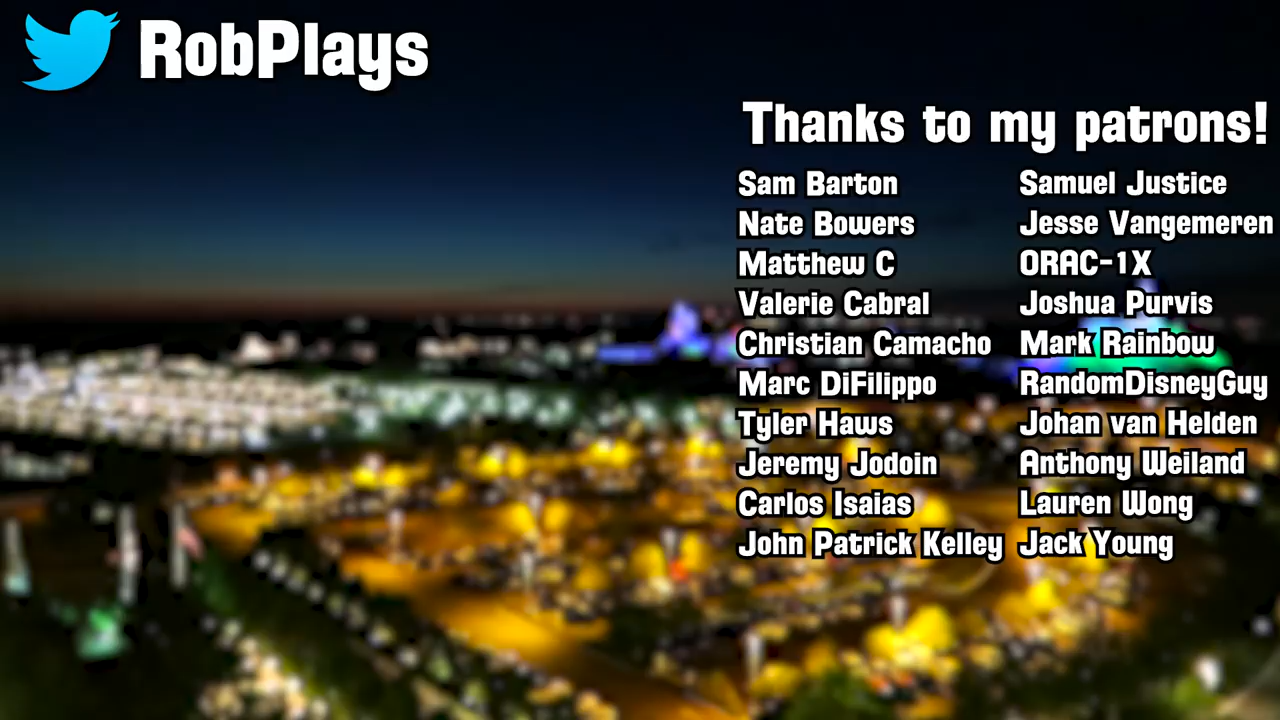 RobPlays
Thanks to my patrons!
Sam Barton
Nate Bowers
Matthew C
Valerie Cabral
Christian Camacho
Marc DiFilippo
Tyler Haws
Jeremy Jodoin
Carlos Isaias
John Patrick Kelley
Samuel Justice
Jesse Vangemeren
ORAC-1X
Joshua Purvis
Mark Rainbow
RandomDisneyGuy
Johan van Helden
Anthony Weiland
Lauren Wong
Jack Young